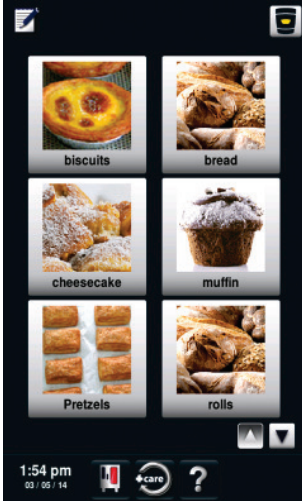 biscuits
bread
cheesecake
muffin
Pretzels
rolls
1:54 pm
03 / 05 / 14
+care
?